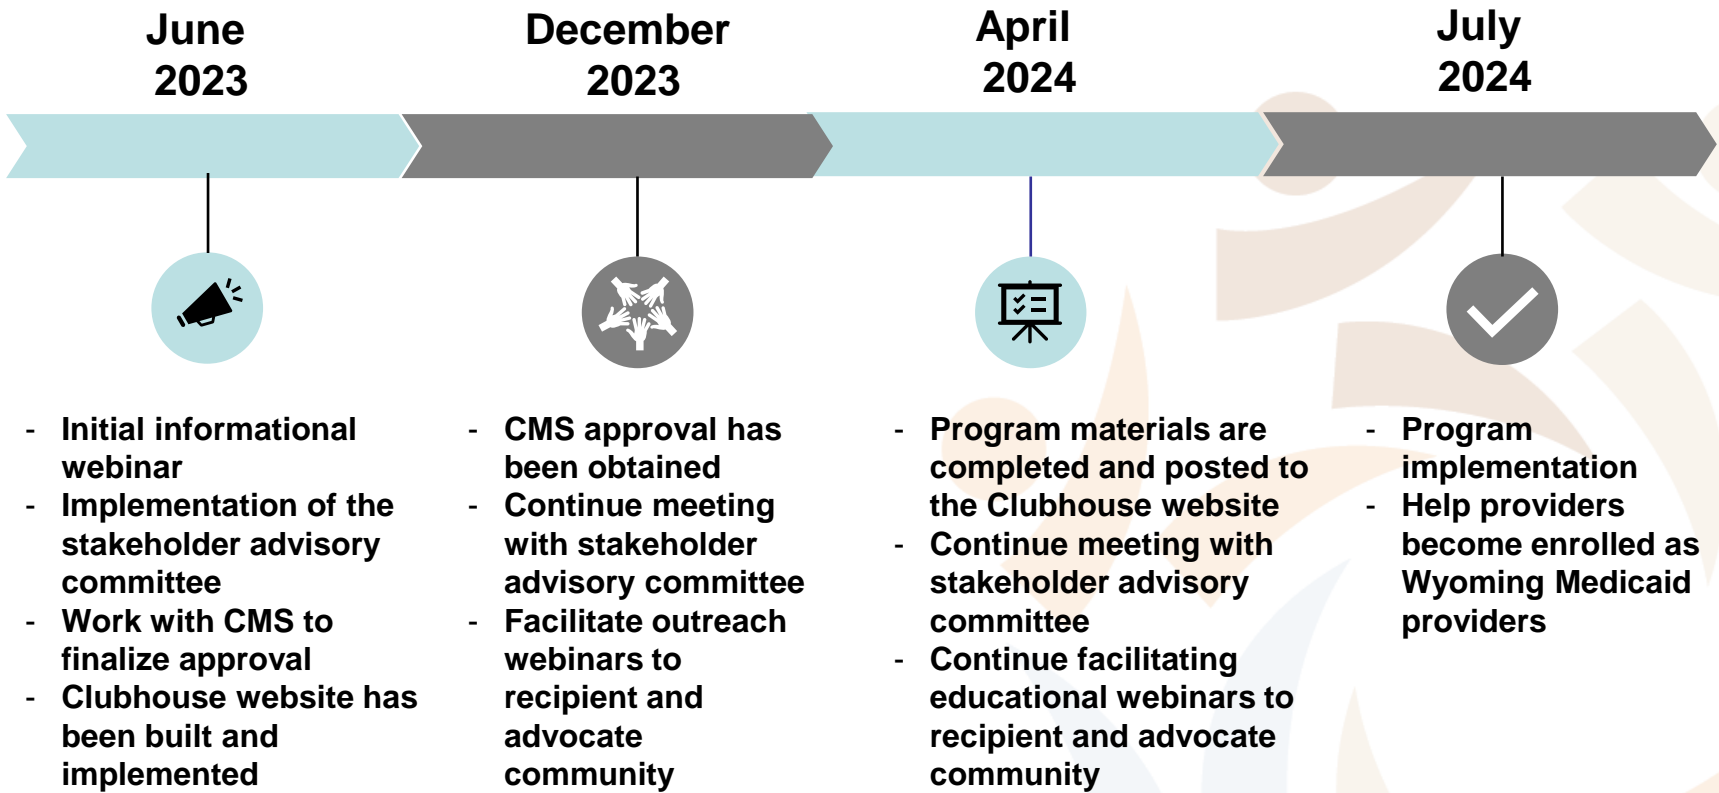 June
2023
December
2023
April
2024
July
2024
- Initial informational
webinar
- Implementation of the
stakeholder advisory
committee
- Work with CMS to
finalize approval
- Clubhouse website has
been built and
implemented
- CMS approval has
been obtained
- Continue meeting
with stakeholder
advisory committee
- Facilitate outreach
webinars to
recipient and
advocate
community
- Program materials are
completed and posted to
the Clubhouse website
- Continue meeting with
stakeholder advisory
committee
- Continue facilitating
educational webinars to
recipient and advocate
community
- Program
implementation
- Help providers
become enrolled as
Wyoming Medicaid
providers